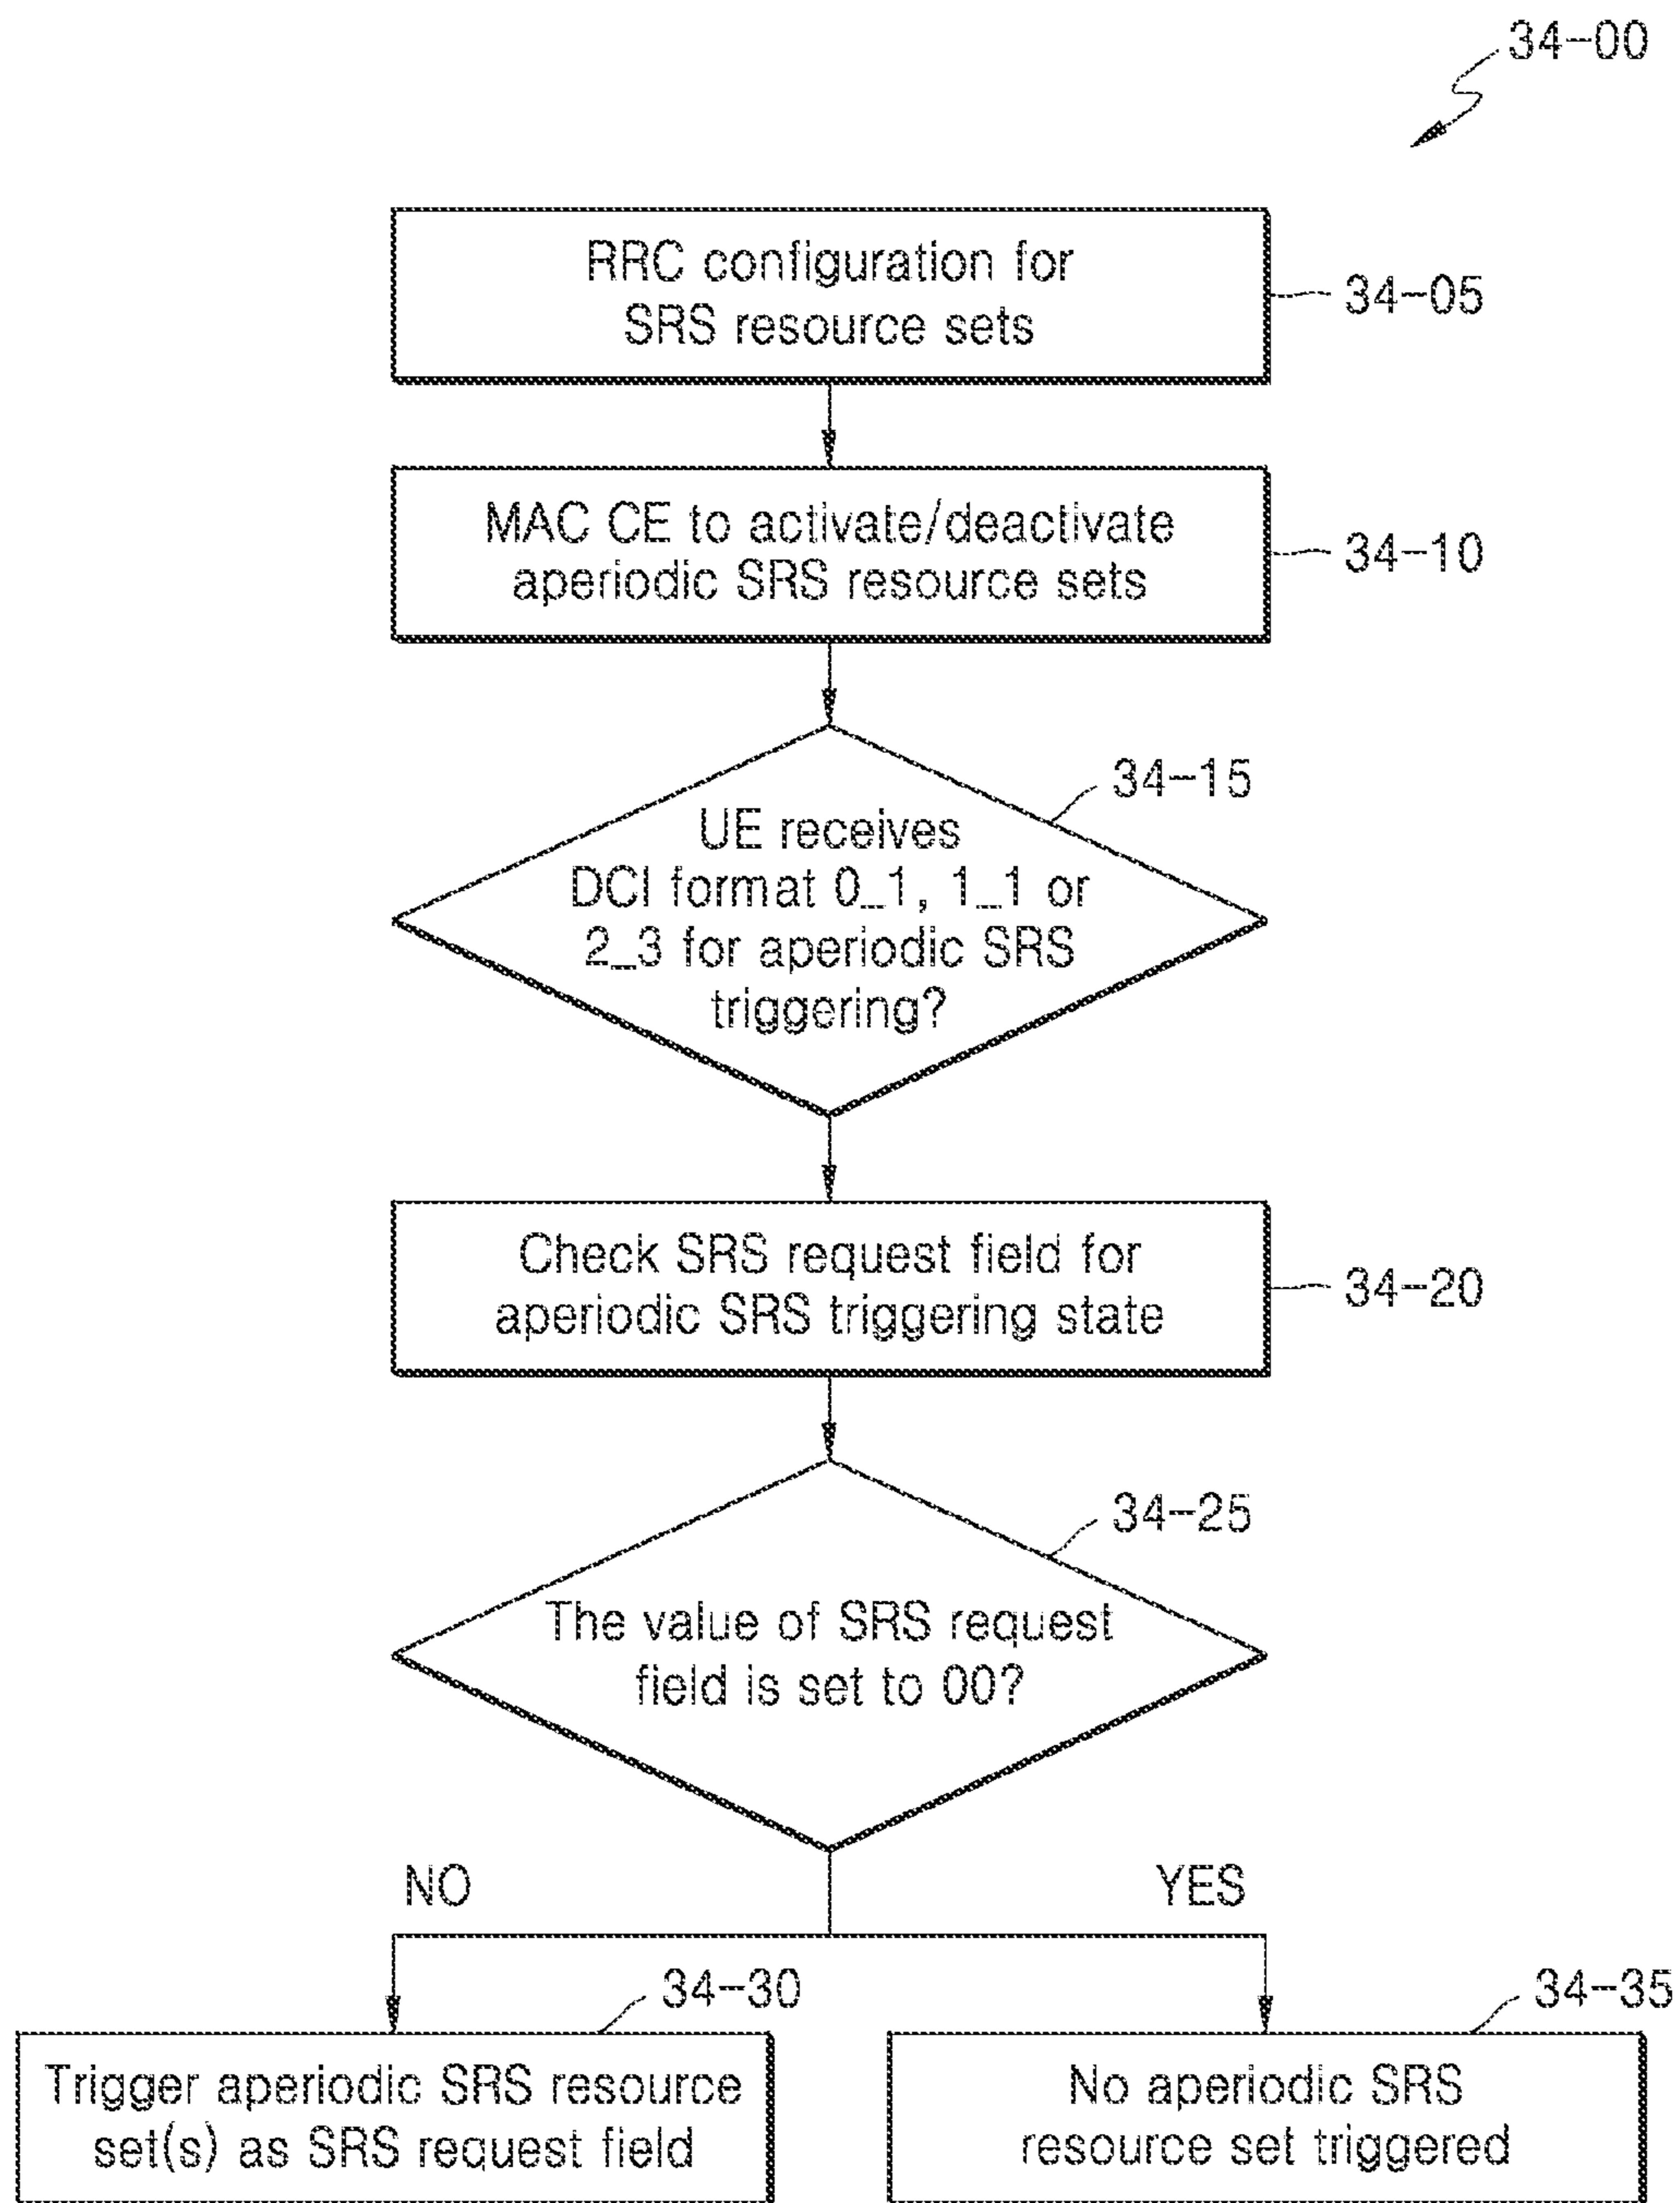 34-00
RRC configuration for
SRS resource sets
34-05
MAC CE to activate/deactivate
aperiodic SRS resource sets
34-10
34-15
UE receives
DCI format 0_1, 1_1 or
2_3 for aperiodic SRS
triggering?
Check SRS request field for
aperiodic SRS triggering state
34-20
34-25
The value of SRS request
field is set to 00?
NO
YES
34-30
34-35
Trigger aperiodic SRS resource
set(s) as SRS request field
No aperiodic SRS
resource set triggered